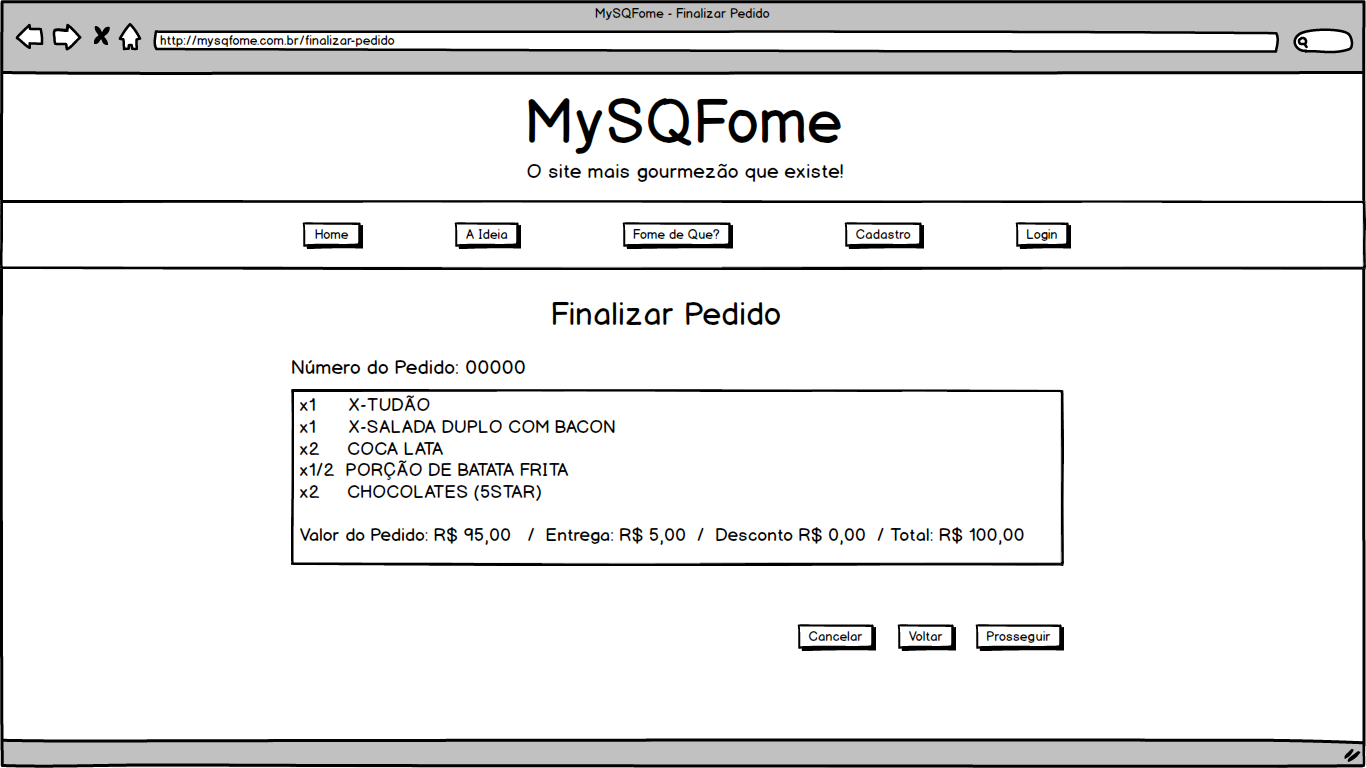 MySQFome - Finalizar Pedido
http://mysqfome.com.br/finalizar-pedido
MySQFome
O site mais gourmezão que existe!
Home A Ideia Fome de Que? Cadastro Login
Finalizar Pedido
Número do Pedido: 00000
x1 X-TUDÃO
x1 X-SALADA DUPLO COM BACON
x2 COCA LATA
x1/2 PORÇÃO DE BATATA FRITA
x2 CHOCOLATES (5STAR)
Valor do Pedido: R$ 95,00 / Entrega: R$ 5,00 / Desconto R$ 0,00 / Total: R$ 100,00
Cancelar Voltar Prosseguir